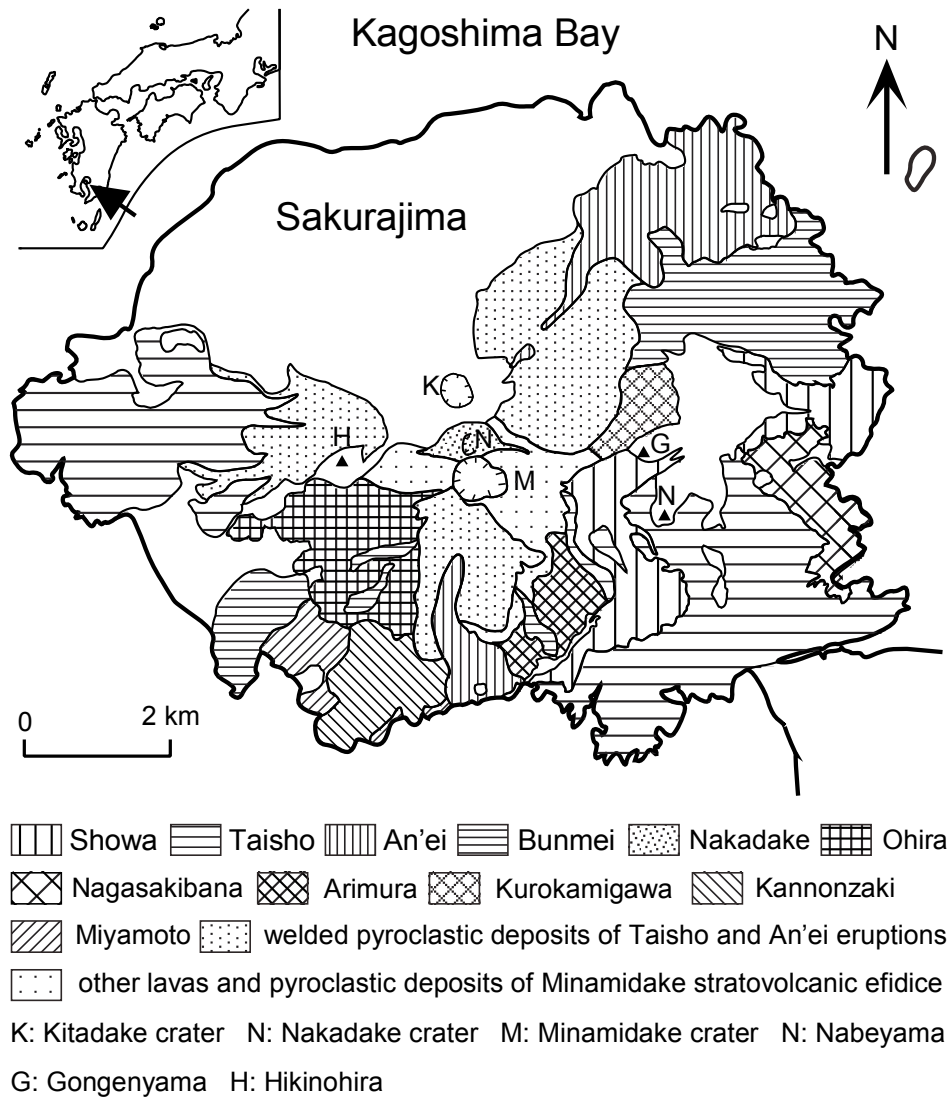 Kagoshima Bay
N
Sakurajima
K
H
N
G
M
N
0 2 km
Showa Taisho An'ei Bunmei Nakadake Ohira
Nagasakibana Arimura Kurokamigawa Kannonzaki
Miyamoto welded pyroclastic deposits of Taisho and An'ei eruptions
other lavas and pyroclastic deposits of Minamidake stratovolcanic efidice
K: Kitadake crater N: Nakadake crater M: Minamidake crater N: Nabeyama
G: Gongenyama H: Hikinohira